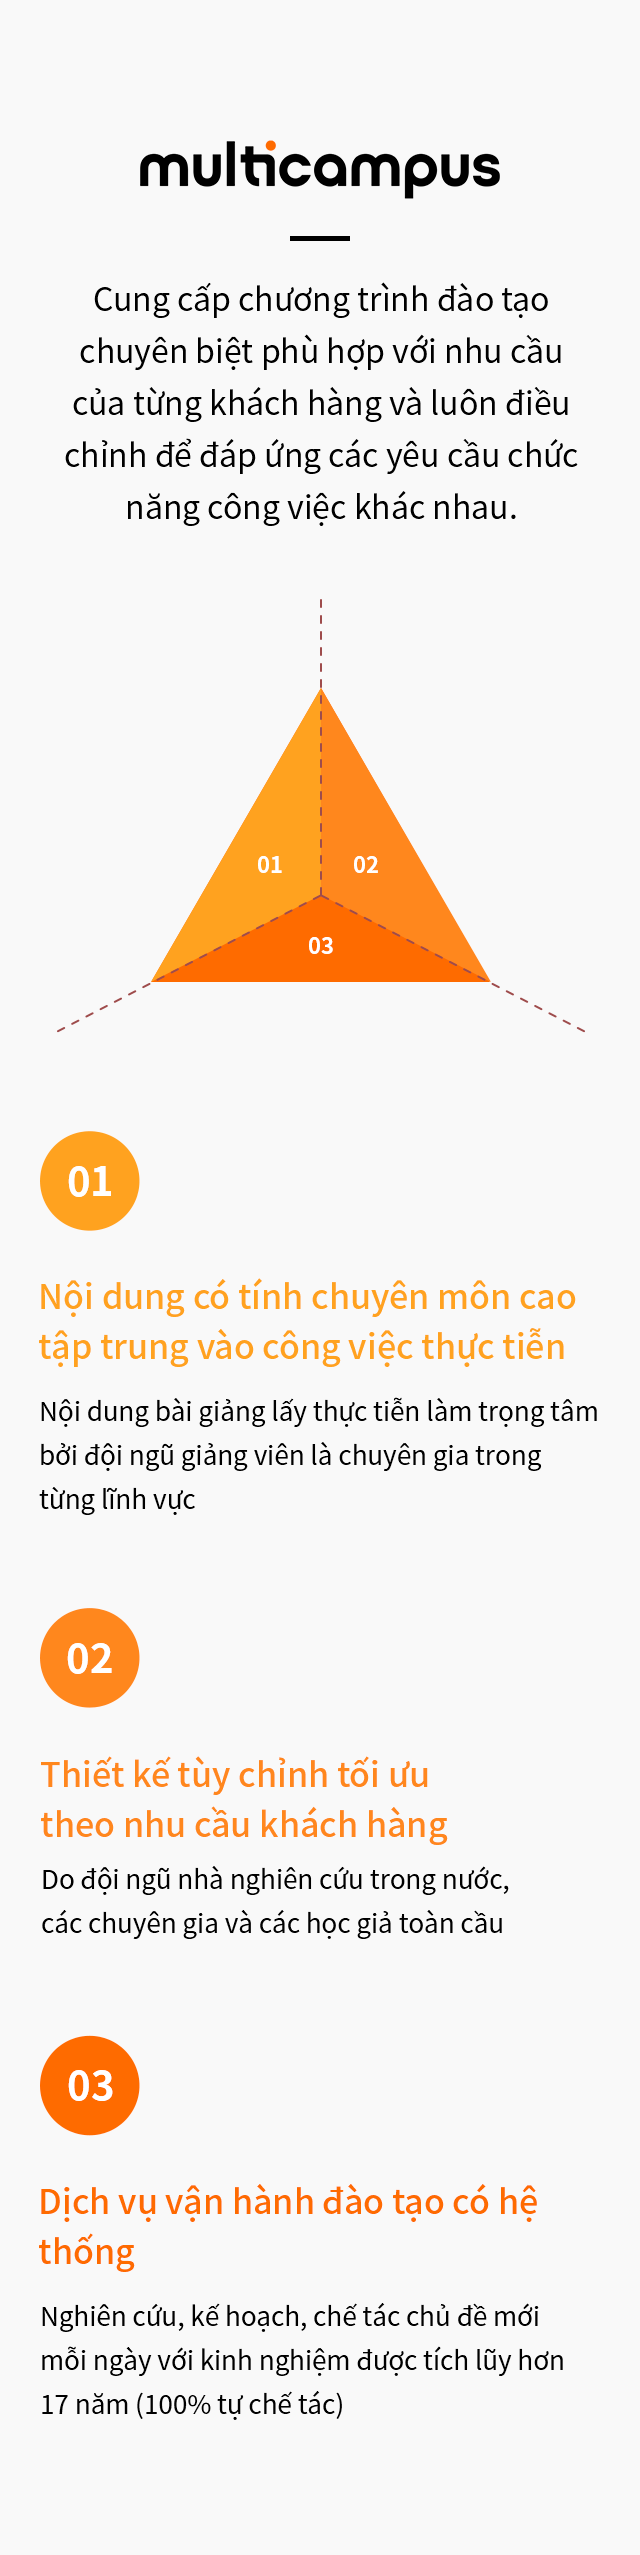 multicampus
Cung cấp chương trình đào tạo
chuyên biệt phù hợp với nhu cầu
của từng khách hàng và luôn điều
chỉnh để đáp ứng các yêu cầu chức
năng công việc khác nhau.
01
02
03
01
Nội dung có tính chuyên môn cao
tập trung vào công việc thực tiễn
Nội dung bài giảng lấy thực tiễn làm trọng tâm
bởi đội ngũ giảng viên là chuyên gia trong
từng lĩnh vực
02
Thiết kế tùy chỉnh tối ưu
theo nhu cầu khách hàng
Do đội ngũ nhà nghiên cứu trong nước,
các chuyên gia và các học giả toàn cầu
03
Dịch vụ vận hành đào tạo có hệ
thống
Nghiên cứu, kế hoạch, chế tác chủ đề mới
mỗi ngày với kinh nghiệm được tích lũy hơn
17 năm (100% tự chế tác)